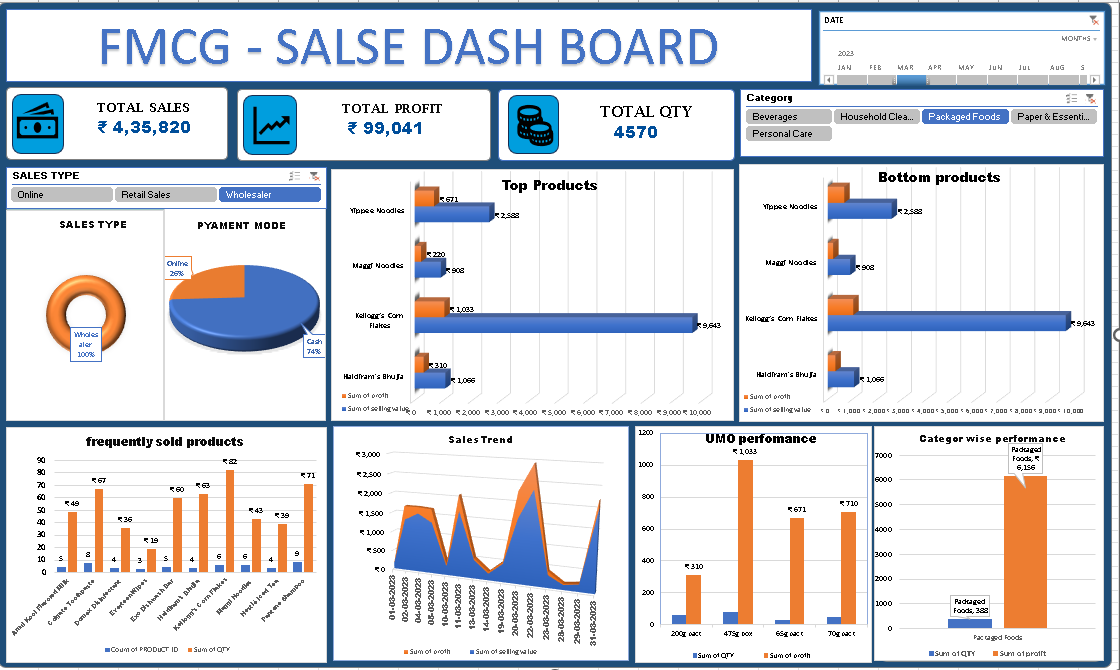 FMCG - SALSE DASH BOARD
DATE
MONTHS
2023
JAN FEB MAR APR MAY JUN JUL AUG S
TOTAL SALES
₹ 4,35,820
TOTAL PROFIT
₹ 99,041
TOTAL QTY
4570
Category
Beverages Household Clea... Packaged Foods Paper & Essenti...
Personal Care
SALES TYPE
Online Retail Sales Wholesaler
SALES TYPE
Wholes
aler
100%
PYAMENT MODE
Online
26%
Cash
74%
Top Products
Yippee Noodles ₹ 671 ₹ 2,588
Maggi Noodles ₹ 220 ₹ 908
Kellogg's Corn
Flakes
₹ 1,033 ₹ 9,643
Haldiram's Bhujia ₹ 310 ₹ 1,066
Sum of profit
Sum of selling value
₹ 0 ₹ 1,000 ₹ 2,000 ₹ 3,000 ₹ 4,000 ₹ 5,000 ₹ 6,000 ₹ 7,000 ₹ 8,000 ₹ 9,000 ₹ 10,000
Bottom products
Yippee Noodles ₹ 2,588
Maggi Noodles ₹ 908
Kellogg's Corn Flakes ₹ 9,643
Haldiram's Bhujia ₹ 1,066
Sum of profit
Sum of selling value
₹ 0 ₹ 1,000 ₹ 2,000 ₹ 3,000 ₹ 4,000 ₹ 5,000 ₹ 6,000 ₹ 7,000 ₹ 8,000 ₹ 9,000 ₹ 10,000
frequently sold products
90
80
70
60
50
40
30
20
10
0
5 ₹ 49 8 ₹ 67 4 ₹ 36 3 ₹ 19 5 ₹ 60 4 ₹ 63 6 ₹ 82 6 ₹ 43 4 ₹ 39 9 ₹ 71
Amul Kool Flavored Milk
Colgate Toothpaste
Exo Dishwash Bar
Haldiram's Bhujia
Kellogg's Corn Flakes
Maggi Noodles
Nestle Iced Tea
Pantene Shampoo
Count of PRODUCT ID Sum of QTY
Sales Trend
₹ 3,000
₹ 2,500
₹ 2,000
₹ 1,500
₹ 1,000
₹ 500
₹ 0
01-03-2023
02-03-2023
04-03-2023
05-03-2023
10-03-2023
11-03-2023
13-03-2023
14-03-2023
19-03-2023
20-03-2023
22-03-2023
23-03-2023
28-03-2023
29-03-2023
31-03-2023
Sum of profit Sum of selling value
UMO perfomance
1200
1000
800
600
400
200
0
₹ 310 ₹ 1,033 ₹ 671 ₹ 710
200g pact 475g box 65g pact 70g pact
Sum of QTY Sum of profit
Categor wise performance
7000
6000
5000
4000
3000
2000
1000
0
Packaged
Foods, ₹
6,156
Packaged
Foods, 388
Packaged Foods
Sum of QTY Sum of profit